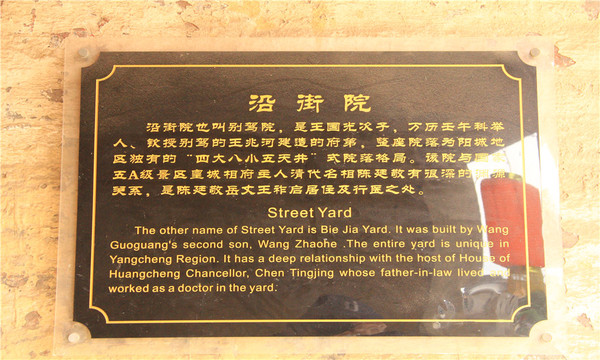 沿街院
沿街院也叫别驾院，是王国光次子，万历壬午科举
人、钦授别驾的王兆河建造的府第，整座院落为阳城地
区独有的“四大八小五天井”式院落格局。该院与国家
五A级景区皇城相府主人清代名相陈廷敬有很深的渊源
关系，是陈廷敬岳丈王祚启居住及行医之处。
Street Yard
The other name of Street Yard is Bie Jia Yard. It was built by Wang
Guoguang's second son, Wang Zhaohe .The entire yard is unique in
Yangcheng Region. It has a deep relationship with the host of House of
Huangcheng Chancellor, Chen Tingjing whose father-in-law lived and
worked as a doctor in the yard.